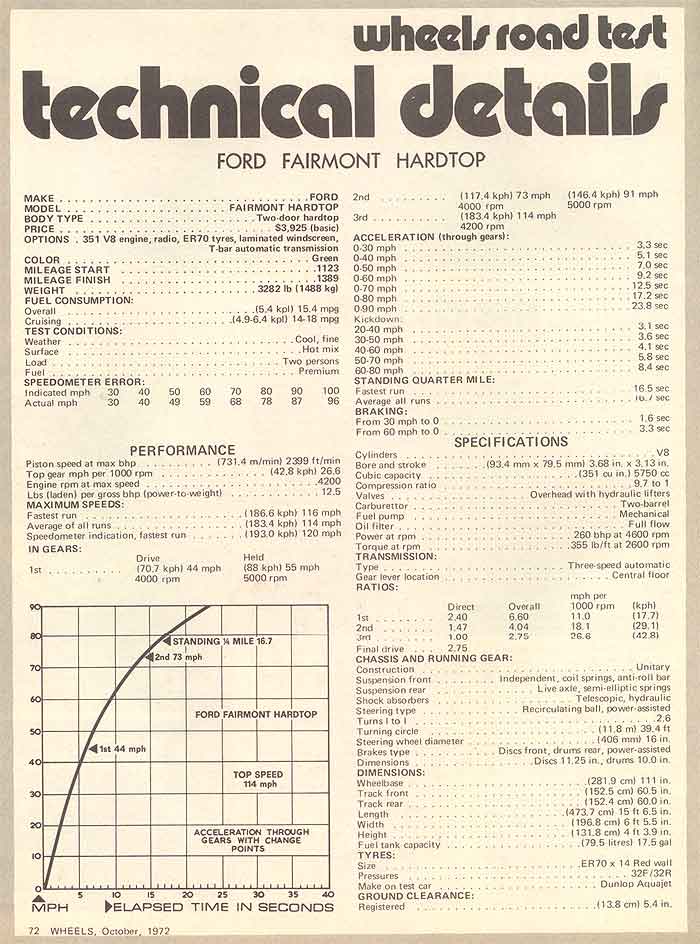 wheels road test
technical details
FORD FAIRMONT HARDTOP
MAKE . . . . . . . . . . FORD
MODEL . . . . . . . . . . FAIRMONT HARDTOP
BODY TYPE . . . . . . . . . . Two-door hardtop
PRICE . . . . . . . . . . $3,925 (basic)
OPTIONS . 351 V8 engine, radio, ER70 tyres, laminated windscreen,
T-bar automatic transmission
COLOR . . . . . . . . . . Green
MILEAGE START . . . . . . . . . . 1123
MILEAGE FINISH . . . . . . . . . . 1389
WEIGHT . . . . . . . . . . 3282 lb (1488 kg)
FUEL CONSUMPTION:
Overall . . . . . . . . . . (5.4 kpl) 15.4 mpg
Cruising . . . . . . . . . . (4.9-6.4 kpl) 14-18 mpg
TEST CONDITIONS:
Weather . . . . . . . . . . Cool, fine
Surface . . . . . . . . . . Hot mix
Load . . . . . . . . . . Two persons
Fuel . . . . . . . . . . Premium
SPEEDOMETER ERROR:
Indicated mph 30 40 50 60 70 80 90 100
Actual mph 30 40 49 59 68 78 87 96
PERFORMANCE
Piston speed at max bhp . . . . . . . . . . (731.4 m/min) 2399 ft/min
Top gear mph per 1000 rpm . . . . . . . . . . (42.8 kph) 26.6
Engine rpm at max speed . . . . . . . . . . 4200
Lbs (laden) per gross bhp (power-to-weight) . . . . . . . . . . 12.5
MAXIMUM SPEEDS:
Fastest run . . . . . . . . . . (186.6 kph) 116 mph
Average of all runs . . . . . . . . . . (183.4 kph) 114 mph
Speedometer indication, fastest run . . . . . . . . . . (193.0 kph) 120 mph
IN GEARS:
Drive Held
1st . . . . . . . . . . (70.7 kph) 44 mph (88 kph) 55 mph
4000 rpm 5000 rpm
2nd . . . . . . . . . . (117.4 kph) 73 mph (146.4 kph) 91 mph
4000 rpm 5000 rpm
3rd . . . . . . . . . . (183.4 kph) 114 mph
4200 rpm
ACCELERATION (through gears):
0-30 mph . . . . . . . . . . 3.3 sec
0-40 mph . . . . . . . . . . 5.1 sec
0-50 mph . . . . . . . . . . 7.0 sec
0-60 mph . . . . . . . . . . 9.2 sec
0-70 mph . . . . . . . . . . 12.5 sec
0-80 mph . . . . . . . . . . 17.2 sec
0-90 mph . . . . . . . . . . 23.8 sec
Kickdown:
20-40 mph . . . . . . . . . . 3.1 sec
30-50 mph . . . . . . . . . . 3.6 sec
40-60 mph . . . . . . . . . . 4.1 sec
50-70 mph . . . . . . . . . . 5.8 sec
60-80 mph . . . . . . . . . . 8.4 sec
STANDING QUARTER MILE:
Fastest run . . . . . . . . . . 16.5 sec
Average all runs . . . . . . . . . . 16.7 sec
BRAKING:
From 30 mph to 0 . . . . . . . . . . 1.6 sec
From 60 mph to 0 . . . . . . . . . . 3.3 sec
SPECIFICATIONS
Cylinders . . . . . . . . . . V8
Bore and stroke . . . . . . . . . . (93.4 mm x 79.5 mm) 3.68 in. x 3.13 in.
Cubic capacity . . . . . . . . . . (351 cu in.) 5750 cc
Compression ratio . . . . . . . . . . 9.7 to 1
Valves . . . . . . . . . . Overhead with hydraulic lifters
Carburettor . . . . . . . . . . Two-barrel
Fuel pump . . . . . . . . . . Mechanical
Oil filter . . . . . . . . . . Full flow
Power at rpm . . . . . . . . . . 260 bhp at 4600 rpm
Torque at rpm . . . . . . . . . . 355 lb/ft at 2600 rpm
TRANSMISSION:
Type . . . . . . . . . . Three-speed automatic
Gear lever location . . . . . . . . . . Central floor
RATIOS:
mph per
Direct Overall 1000 rpm (kph)
1st . . . . . . . . . . 2.40 6.60 11.0 (17.7)
2nd . . . . . . . . . . 1.47 4.04 18.1 (29.1)
3rd . . . . . . . . . . 1.00 2.75 26.6 (42.8)
Final drive 2.75
CHASSIS AND RUNNING GEAR:
Construction . . . . . . . . . . Unitary
Suspension front . . . . . . . . . . Independent, coil springs, anti-roll bar
Suspension rear . . . . . . . . . . Live axle, semi-elliptic springs
Shock absorbers . . . . . . . . . . Telescopic, hydraulic
Steering type . . . . . . . . . . Recirculating ball, power-assisted
Turns l to l . . . . . . . . . . 2.6
Turning circle . . . . . . . . . . (11.8 m) 39.4 ft
Steering wheel diameter . . . . . . . . . . (406 mm) 16 in.
Brakes type . . . . . . . . . . Discs front, drums rear, power-assisted
Dimensions . . . . . . . . . . Discs 11.25 in., drums 10.0 in.
DIMENSIONS:
Wheelbase . . . . . . . . . . (281.9 cm) 111 in.
Track front . . . . . . . . . . (152.5 cm) 60.5 in.
Track rear . . . . . . . . . . (152.4 cm) 60.0 in.
Length . . . . . . . . . . (473.7 cm) 15 ft 6.5 in.
Width . . . . . . . . . . (196.8 cm) 6 ft 5.5 in.
Height . . . . . . . . . . (131.8 cm) 4 ft 3.9 in.
Fuel tank capacity . . . . . . . . . . (79.5 litres) 17.5 gal
TYRES:
Size . . . . . . . . . . ER70 x 14 Red wall
Pressures . . . . . . . . . . 32F/32R
Make on test car . . . . . . . . . . Dunlop Aquajet
GROUND CLEARANCE:
Registered . . . . . . . . . . (13.8 cm) 5.4 in.
90
80
70
60
50
40
30
20
10
0
STANDING ¼ MILE 16.7
2nd 73 mph
FORD FAIRMONT HARDTOP
1st 44 mph
TOP SPEED
114 mph
ACCELERATION THROUGH
GEARS WITH CHANGE
POINTS
5 10 15 20 25 30 35 40
MPH ELAPSED TIME IN SECONDS
72 WHEELS, October, 1972